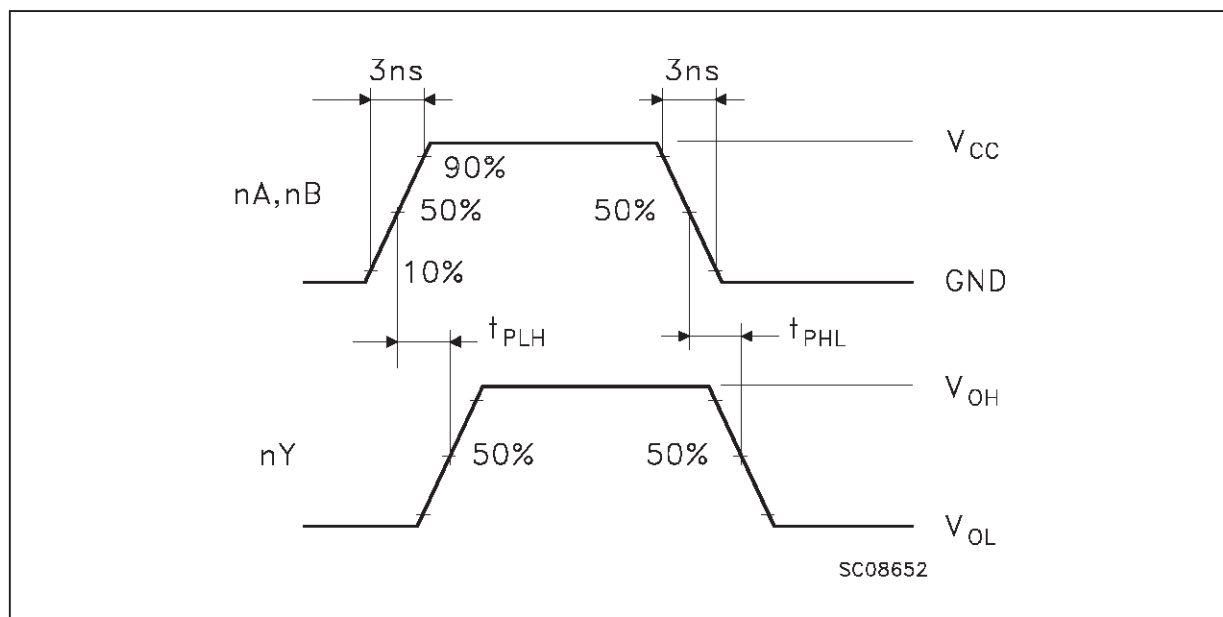 3ns 3ns
V_CC
90%
nA,nB 50% 50%
10%
GND
t_PLH t_PHL
V_OH
nY 50% 50%
V_OL
SC08652